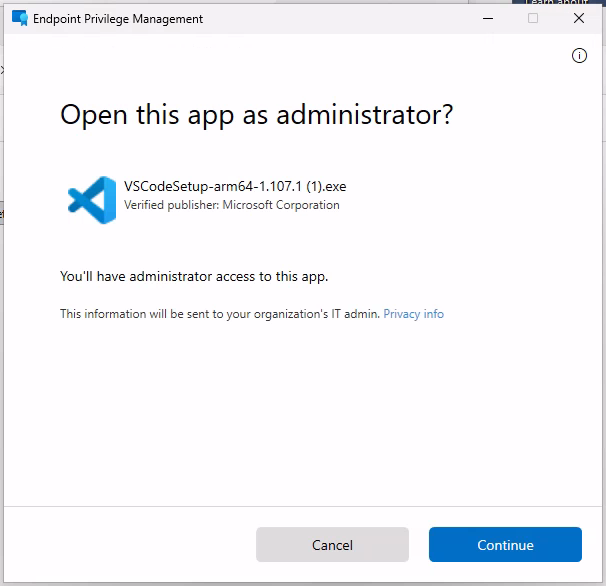 Endpoint Privilege Management
Open this app as administrator?
VSCodeSetup-arm64-1.107.1 (1).exe
Verified publisher: Microsoft Corporation
You'll have administrator access to this app.
This information will be sent to your organization's IT admin. Privacy info
Cancel
Continue